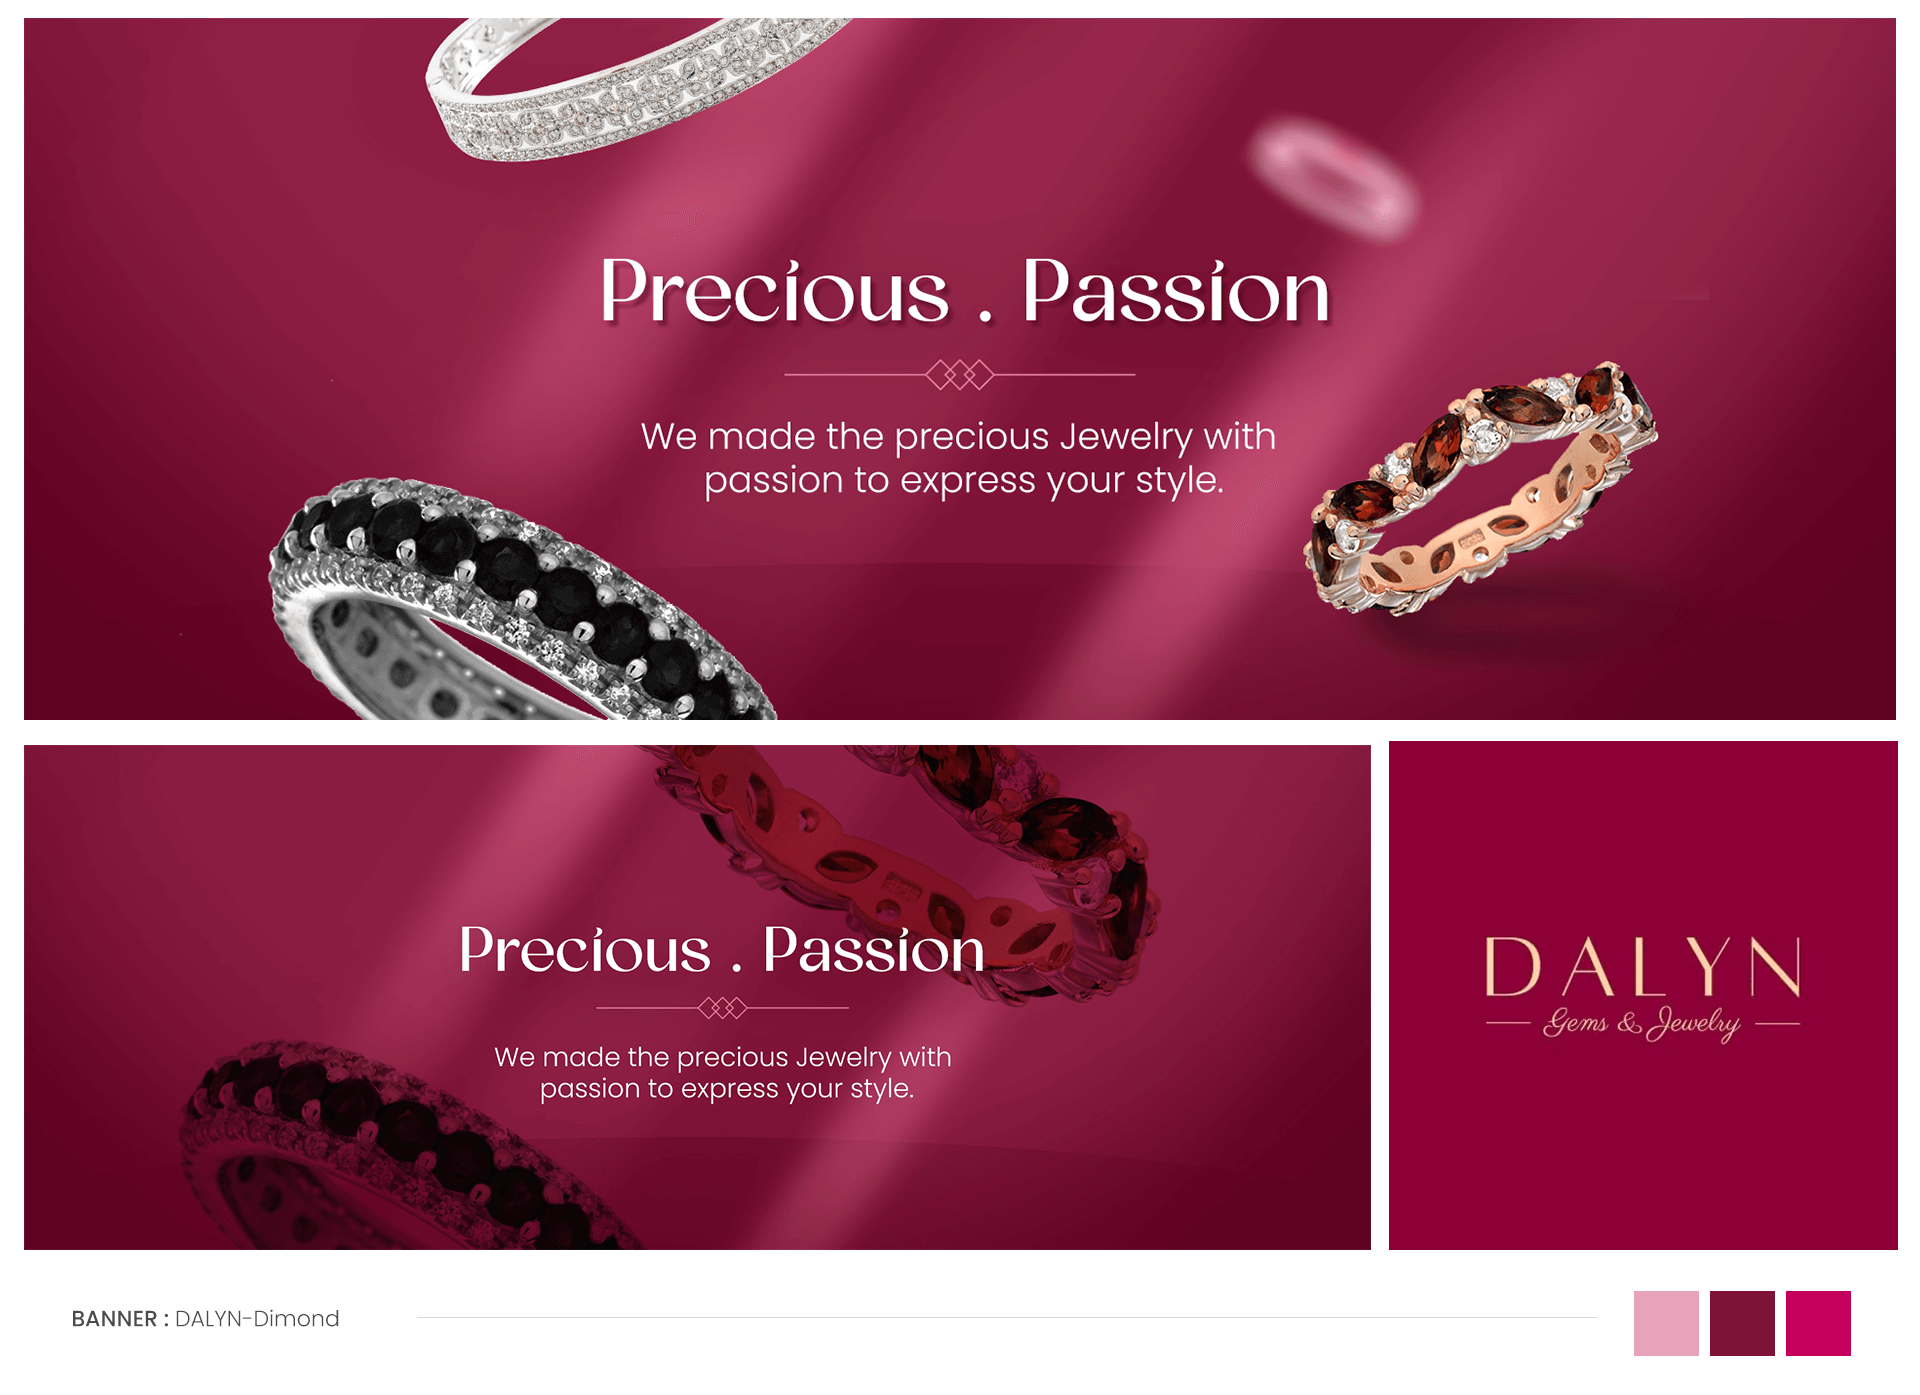 Precious . Passion
We made the precious Jewelry with
passion to express your style.
Precious . Passion
We made the precious Jewelry with
passion to express your style.
DALYN
Gems & Jewelry
BANNER : DALYN-Dimond